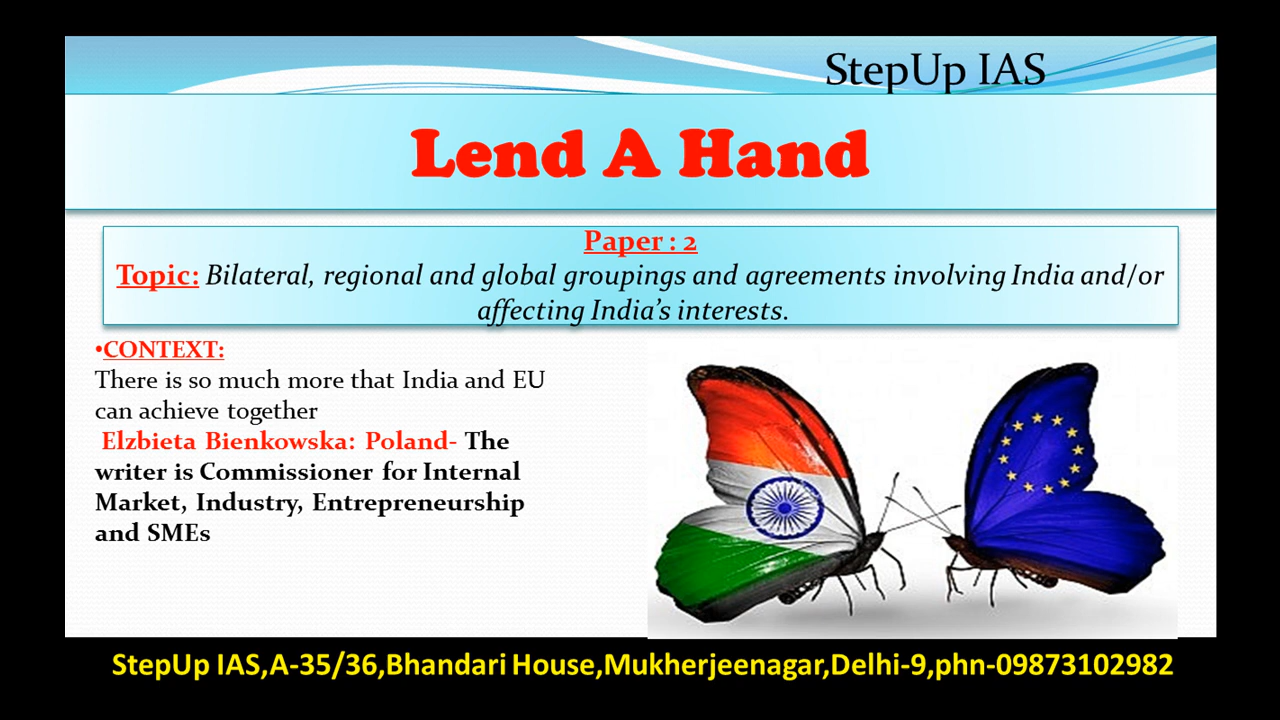 StepUp IAS
Lend A Hand
Paper : 2
Topic: Bilateral, regional and global groupings and agreements involving India and/or
affecting India's interests.
•CONTEXT:
There is so much more that India and EU
can achieve together
Elzbieta Bienkowska: Poland- The
writer is Commissioner for Internal
Market, Industry, Entrepreneurship
and SMEs
StepUp IAS,A-35/36,Bhandari House,Mukherjeenagar,Delhi-9,phn-09873102982